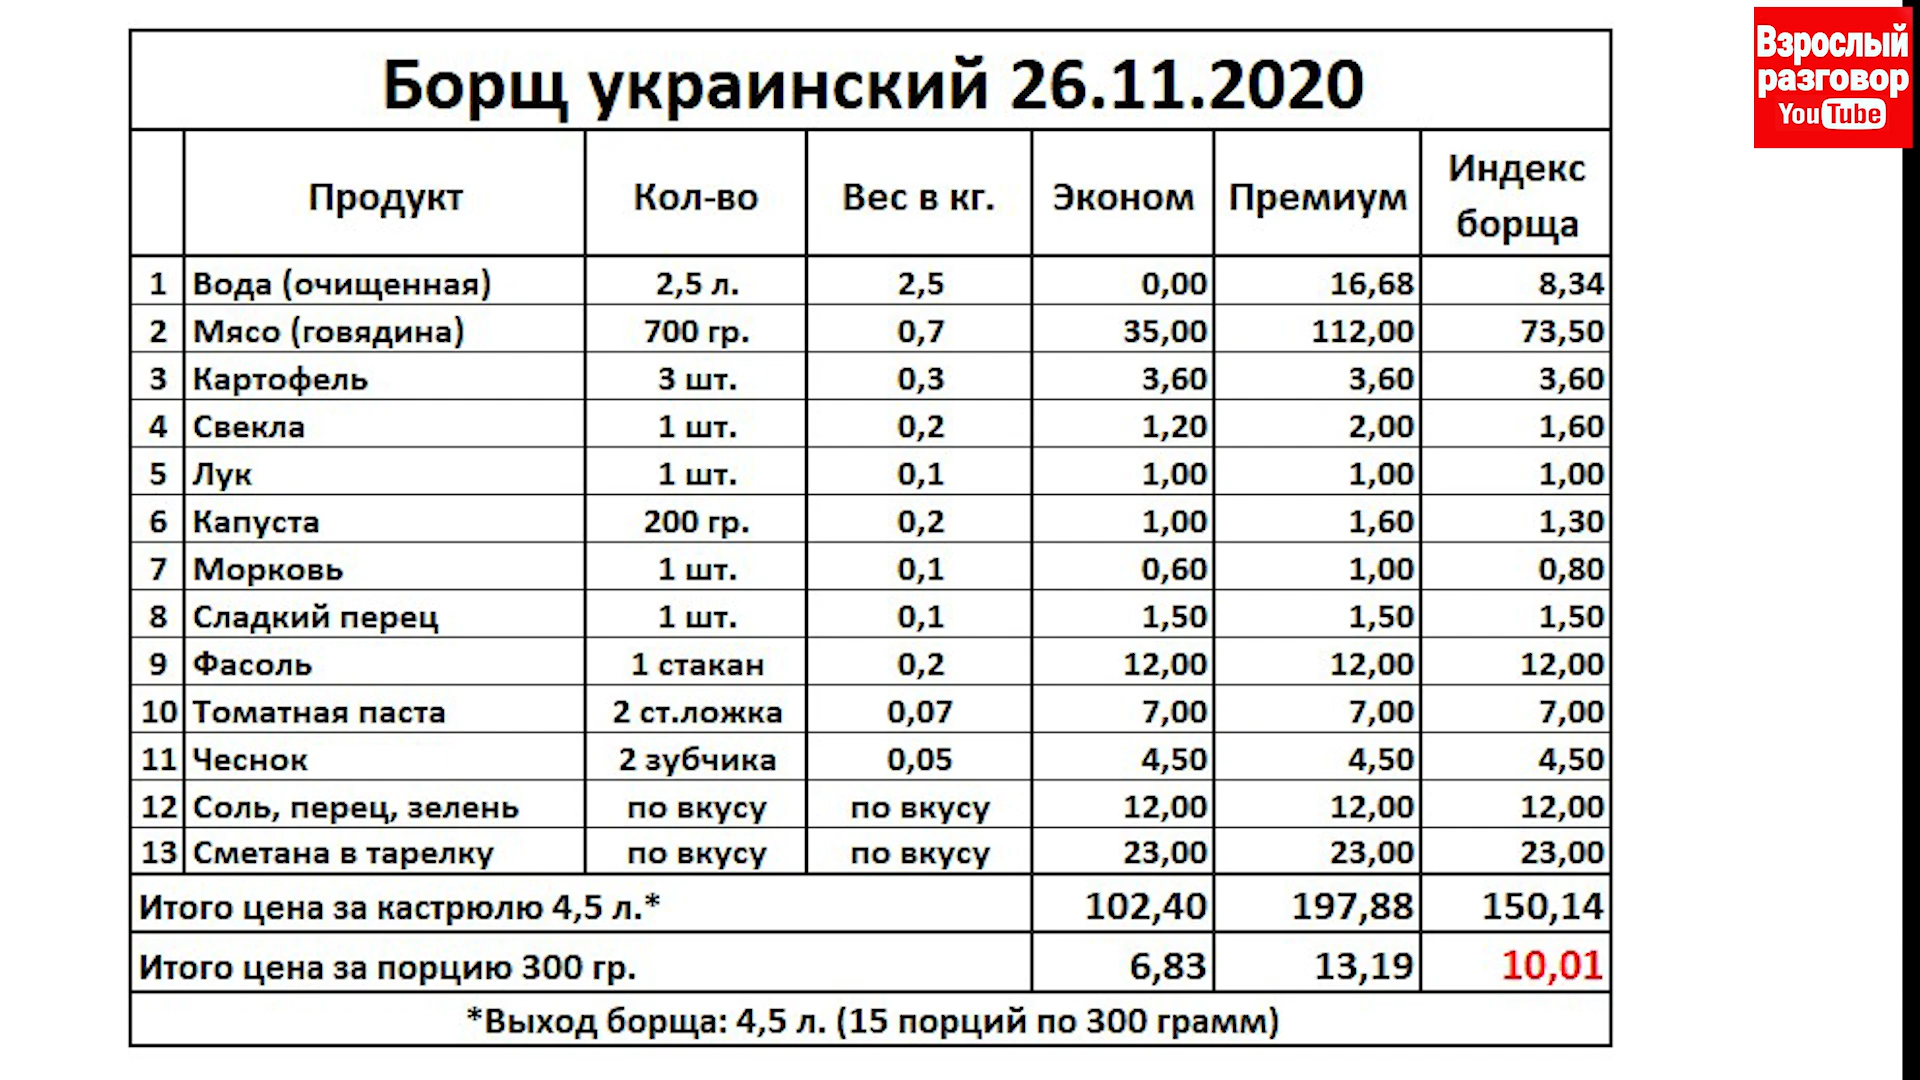 Борщ украинский 26.11.2020
Продукт Кол-во Вес в кг. Эконом Премиум Индекс борща
1 Вода (очищенная) 2,5 л. 2,5 0,00 16,68 8,34
2 Мясо (говядина) 700 гр. 0,7 35,00 112,00 73,50
3 Картофель 3 шт. 0,3 3,60 3,60 3,60
4 Свекла 1 шт. 0,2 1,20 2,00 1,60
5 Лук 1 шт. 0,1 1,00 1,00 1,00
6 Капуста 200 гр. 0,2 1,00 1,60 1,30
7 Морковь 1 шт. 0,1 0,60 1,00 0,80
8 Сладкий перец 1 шт. 0,1 1,50 1,50 1,50
9 Фасоль 1 стакан 0,2 12,00 12,00 12,00
10 Томатная паста 2 ст.ложка 0,07 7,00 7,00 7,00
11 Чеснок 2 зубчика 0,05 4,50 4,50 4,50
12 Соль, перец, зелень по вкусу по вкусу 12,00 12,00 12,00
13 Сметана в тарелку по вкусу по вкусу 23,00 23,00 23,00
Итого цена за кастрюлю 4,5 л.* 102,40 197,88 150,14
Итого цена за порцию 300 гр. 6,83 13,19 10,01
*Выход борща: 4,5 л. (15 порций по 300 грамм)
Взрослый
разговор
YouTube